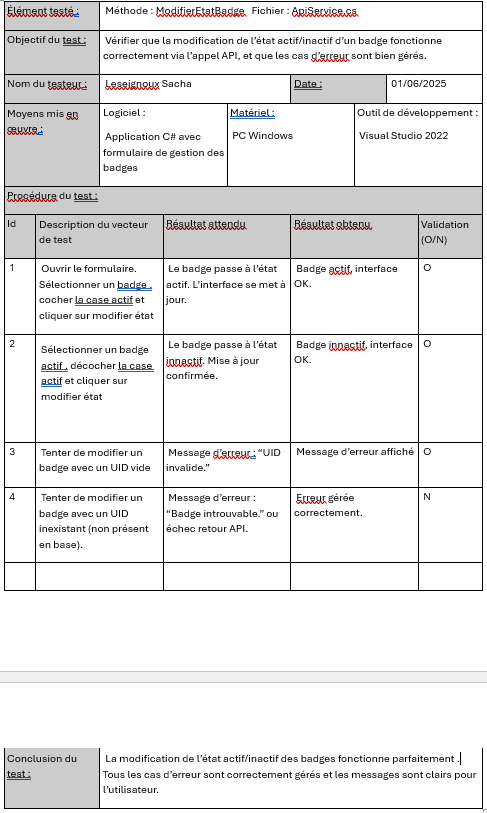 Élément testé :
Méthode : ModifierEtatBadge Fichier : ApiService.cs
Objectif du test :
Vérifier que la modification de l'état actif/inactif d'un badge fonctionne
correctement via l'appel API, et que les cas d'erreur sont bien gérés.
Nom du testeur :
Leseignoux Sacha
Date :
01/06/2025
Moyens mis en
œuvre :
Logiciel :
Application C# avec
formulaire de gestion des
badges
Matériel :
PC Windows
Outil de développement :
Visual Studio 2022
Procédure du test :
Id
Description du vecteur
de test
Résultat attendu
Résultat obtenu
Validation
(O/N)
1
Ouvrir le formulaire.
Sélectionner un badge ,
cocher la case actif et
cliquer sur modifier état
Le badge passe à l'état
actif. L'interface se met à
jour.
Badge actif, interface
OK.
O
2
Sélectionner un badge
actif , décocher la case
actif et cliquer sur
modifier état
Le badge passe à l'état
innactif. Mise à jour
confirmée.
Badge innactif, interface
OK.
O
3
Tenter de modifier un
badge avec un UID vide
Message d'erreur : “UID
invalide.”
Message d'erreur affiché
O
4
Tenter de modifier un
badge avec un UID
inexistant (non présent
en base).
Message d'erreur :
“Badge introuvable.” ou
échec retour API.
Erreur gérée
correctement.
N
Conclusion du
test :
La modification de l'état actif/inactif des badges fonctionne parfaitement .
Tous les cas d'erreur sont correctement gérés et les messages sont clairs pour
l'utilisateur.